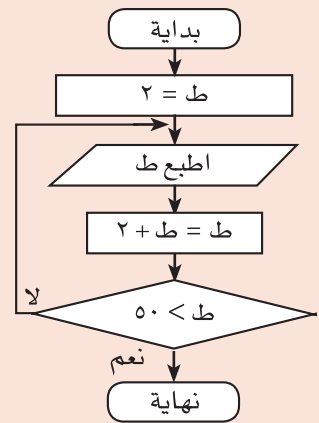 بداية
ط = ٢
اطبع ط
ط = ط + ٢
ط > ٥٠
لا
نعم
نهاية